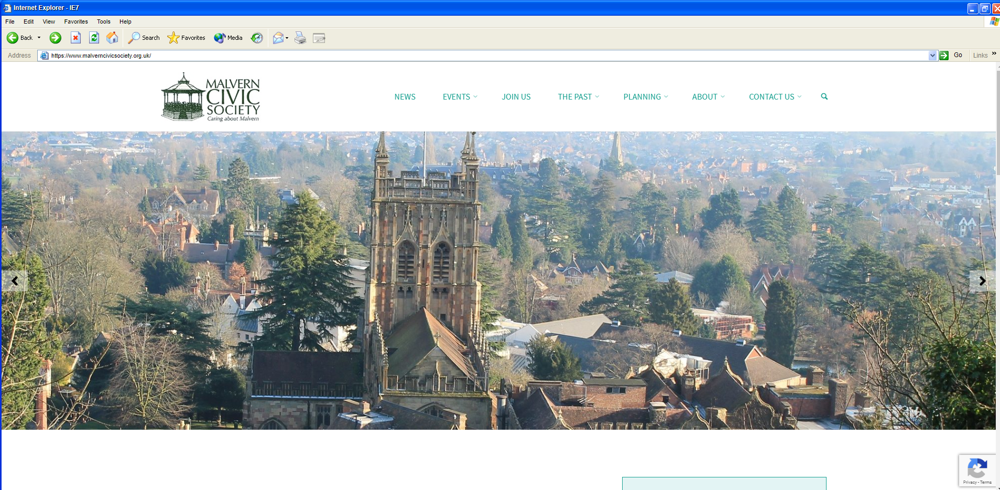 Internet Explorer - IE7
File Edit View Favorites Tools Help
Back Search Favorites Media
Address https://www.malverncivicsociety.org.uk/ Go Links »
MALVERN
CIVIC
SOCIETY
Caring about Malvern
NEWS EVENTS JOIN US THE PAST PLANNING ABOUT CONTACT US
Privacy - Terms